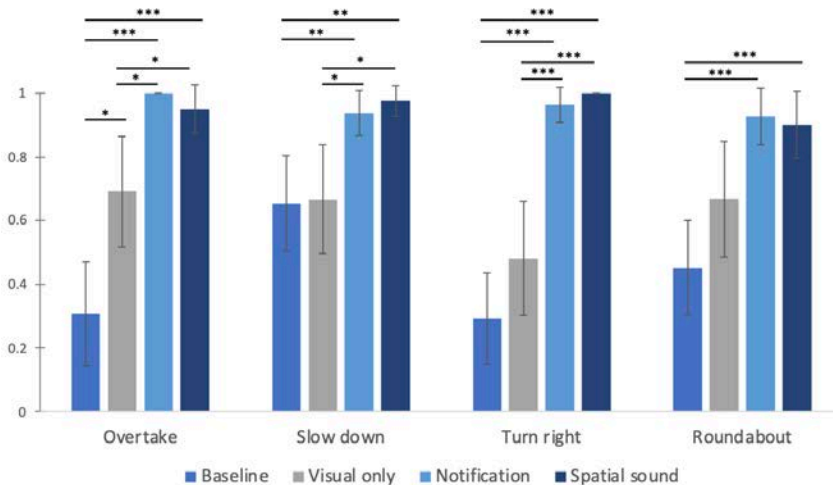 *** ** *** 
*** ** *** ***
* * *** ***
* * ***
*
1
0.8
0.6
0.4
0.2
0
Overtake Slow down Turn right Roundabout
Baseline Visual only Notification Spatial sound